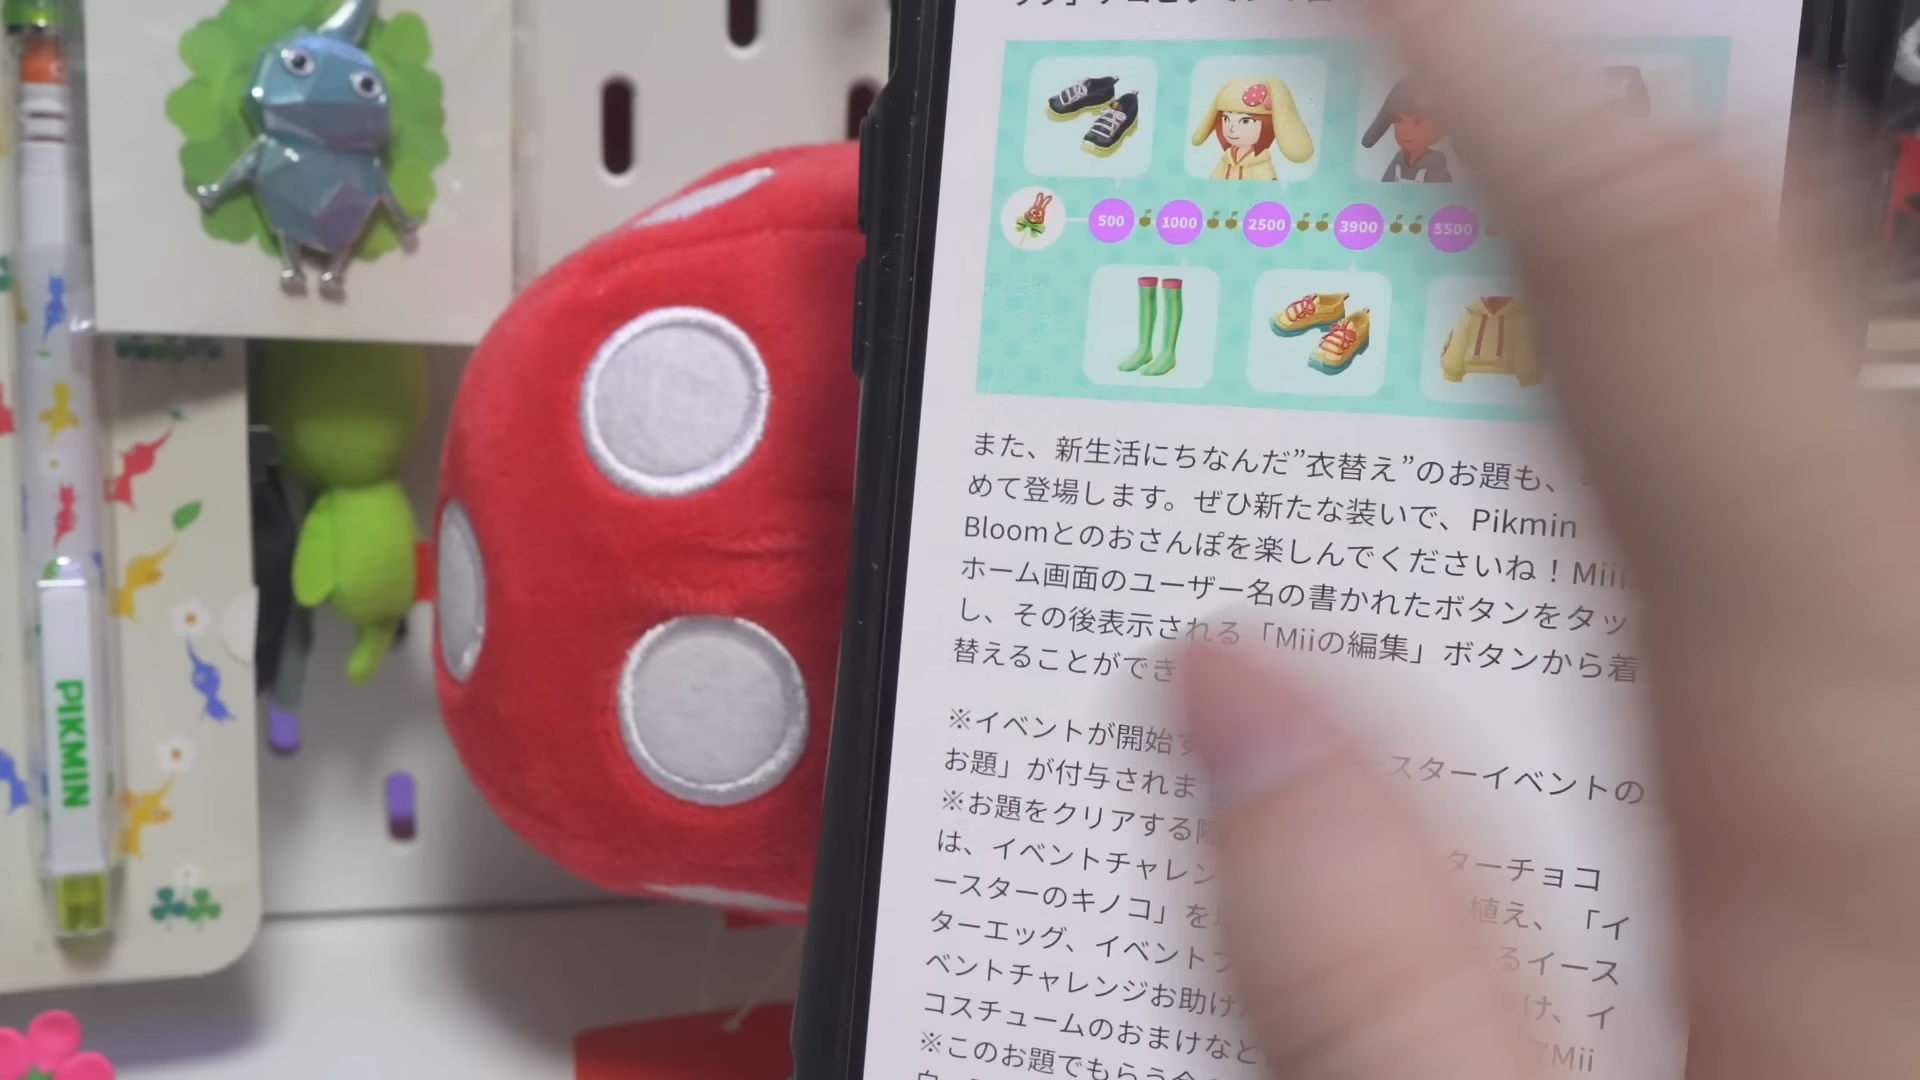 500 1000 2500 3900 5500
また、新生活にちなんだ”衣替え”のお題も、
めて登場します。ぜひ新たな装いで、Pikmin
Bloomとのおさんぽを楽しんでくださいね！Mii
ホーム画面のユーザー名の書かれたボタンをタッ
し、その後表示される「Miiの編集」ボタンから着
替えることができ
※イベントが開始す スターイベントの
お題」が付与されま
※お題をクリアする際 ターチョコ
は、イベントチャレン 植え、「イ
ースターのキノコ」を るイース
ターエッグ、イベント け、イ
ベントチャレンジお助け Mii
コスチュームのおまけなど
※このお題でもらう
PIKMIN